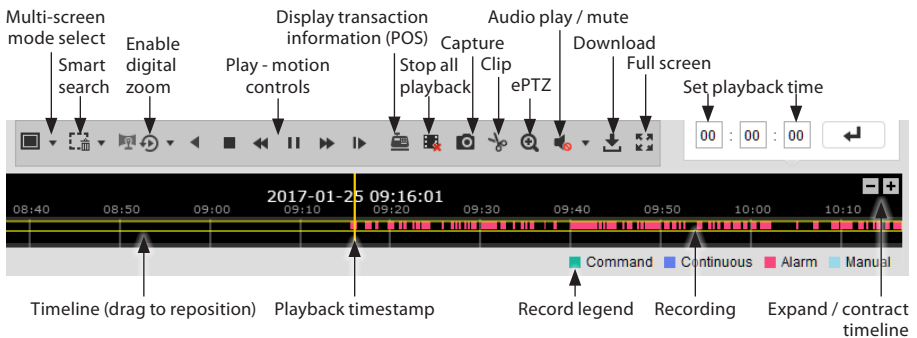 Multi-screen
mode select
Enable
digital
zoom
Smart
search
Play - motion
controls
Display transaction
information (POS)
Stop all
playback
Capture
Clip
ePTZ
Audio play / mute
Download
Full screen
Set playback time
00 : 00 : 00
2017-01-25 09:16:01
08:40 08:50 09:00 09:10 09:20 09:30 09:40 09:50 10:00 10:10
Command Continuous Alarm Manual
Timeline (drag to reposition)
Playback timestamp
Record legend
Recording
Expand / contract
timeline